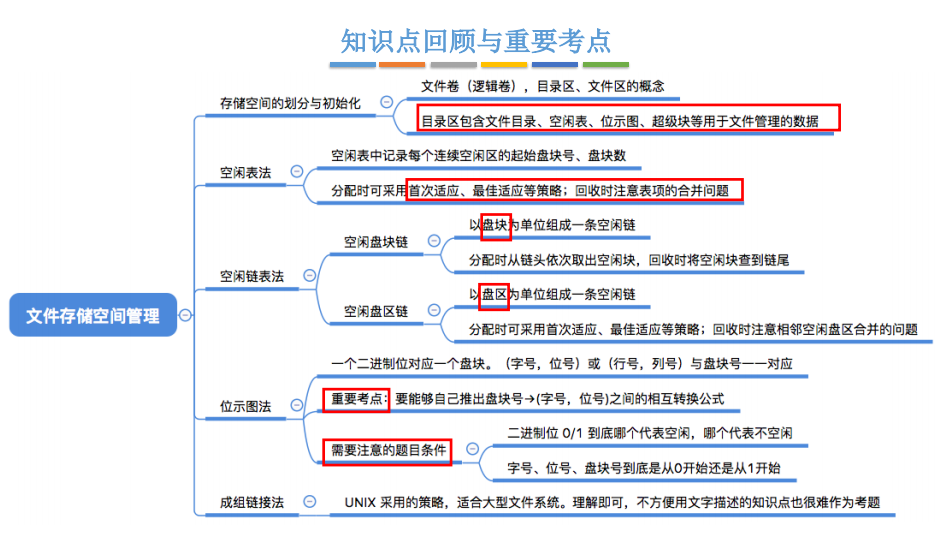 知识点回顾与重要考点
文件存储空间管理
存储空间的划分与初始化
文件卷（逻辑卷），目录区、文件区的概念
目录区包含文件目录、空闲表、位示图、超级块等用于文件管理的数据
空闲表法
空闲表中记录每个连续空闲区的起始盘块号、盘块数
分配时可采用首次适应、最佳适应等策略；回收时注意表项的合并问题
空闲链表法
空闲盘块链
以盘块为单位组成一条空闲链
分配时从链头依次取出空闲块，回收时将空闲块查到链尾
空闲盘区链
以盘区为单位组成一条空闲链
分配时可采用首次适应、最佳适应等策略；回收时注意相邻空闲盘区合并的问题
位示图法
一个二进制位对应一个盘块。（字号，位号）或（行号，列号）与盘块号一一对应
重要考点：要能够自己推出盘块号→(字号，位号)之间的相互转换公式
需要注意的题目条件
二进制位 0/1 到底哪个代表空闲，哪个代表不空闲
字号、位号、盘块号到底是从0开始还是从1开始
成组链接法
UNIX 采用的策略，适合大型文件系统。理解即可，不方便用文字描述的知识点也很难作为考题